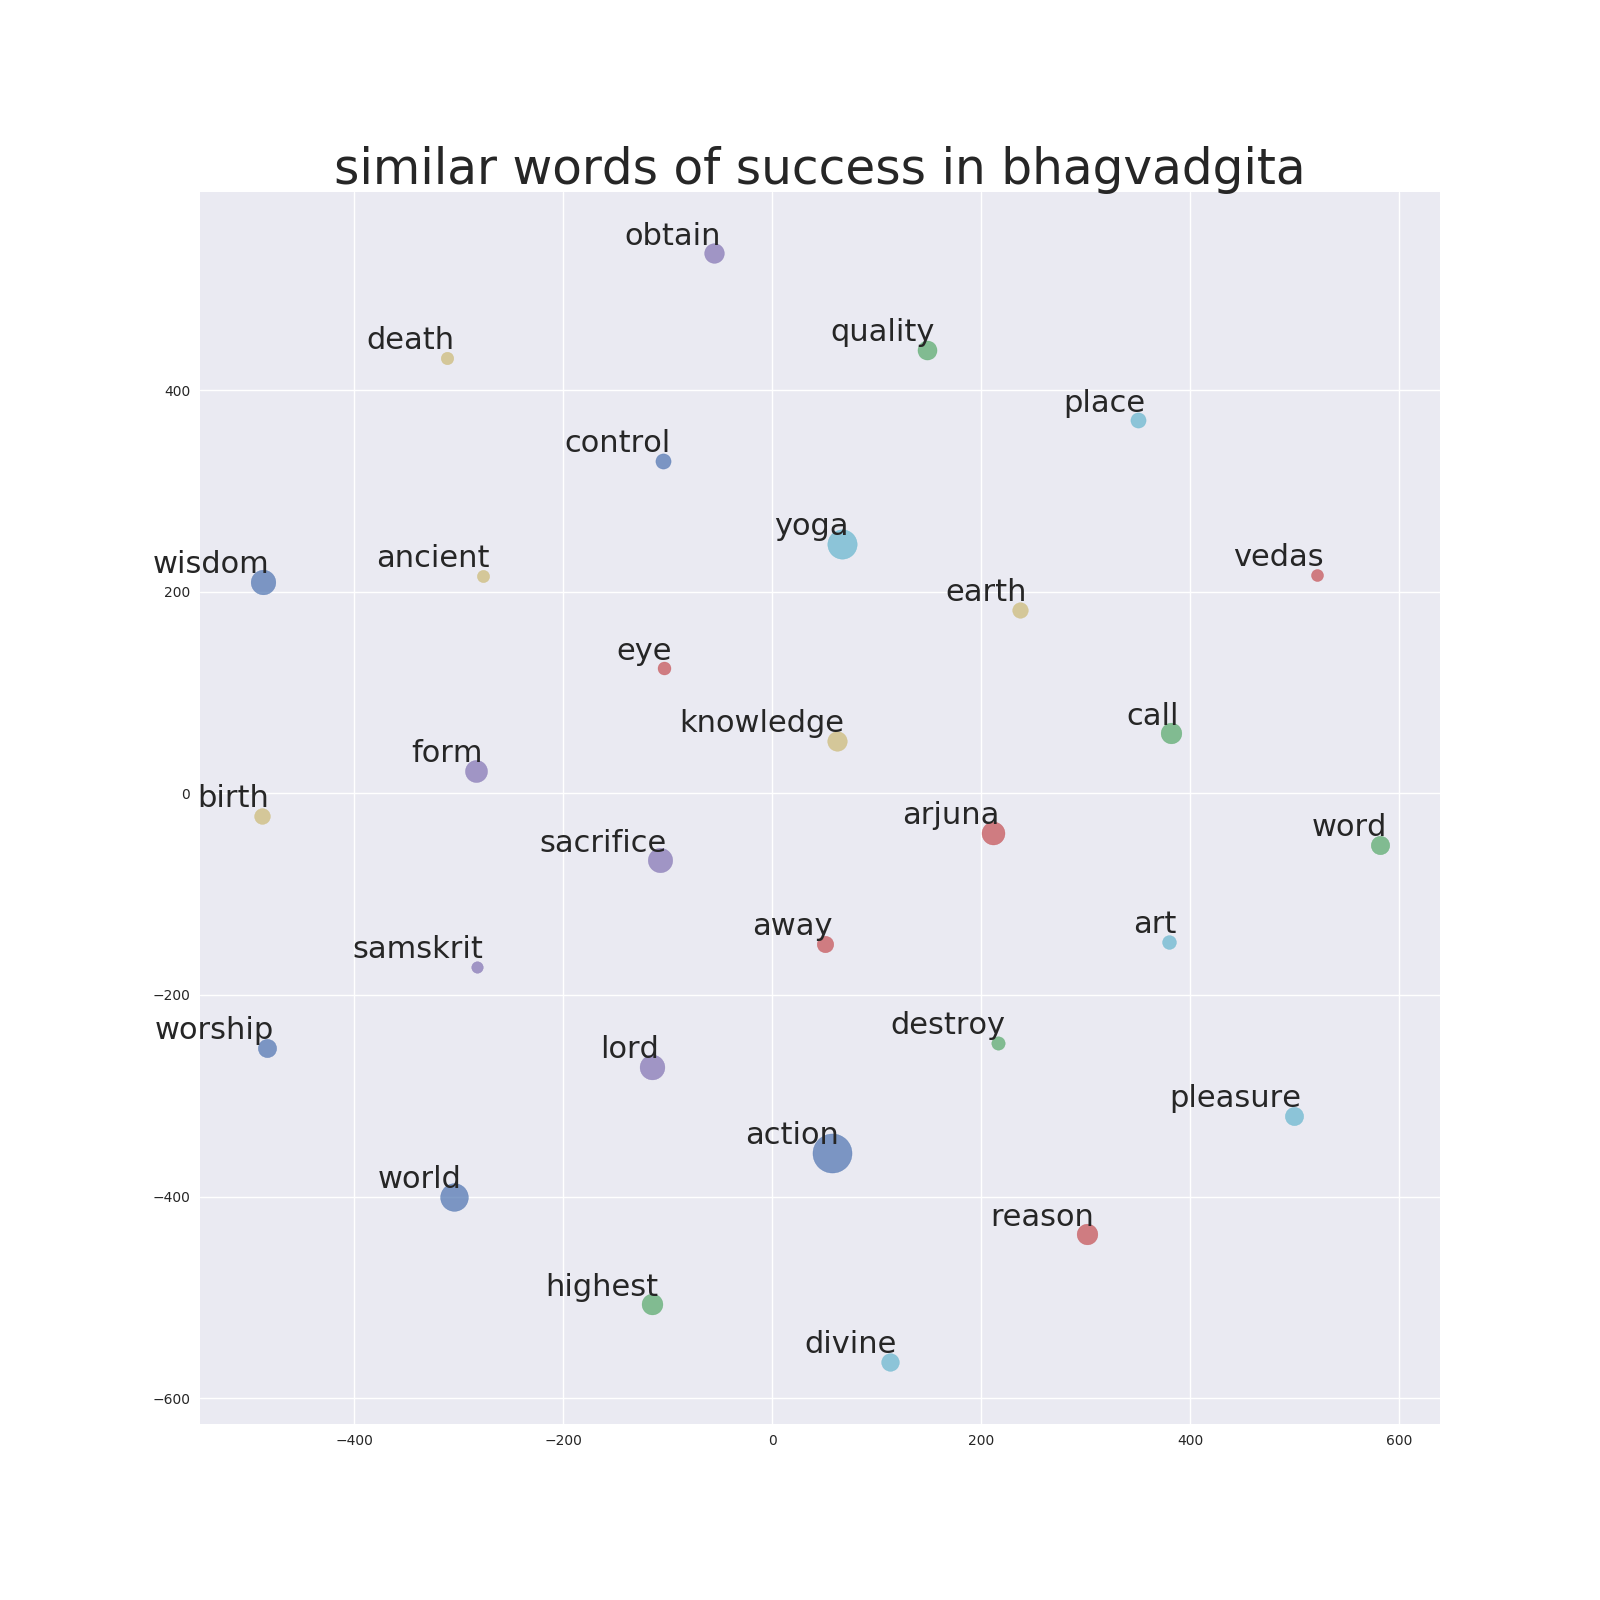 similar words of success in bhagvadgita
obtain
quality
death
400
place
control
yoga
wisdom
ancient
vedas
200
earth
eye
knowledge
call
form
0
birth
arjuna
word
sacrifice
away
art
samskrit
−200
worship
destroy
lord
pleasure
action
world
−400
reason
highest
divine
−600
−400 −200 0 200 400 600